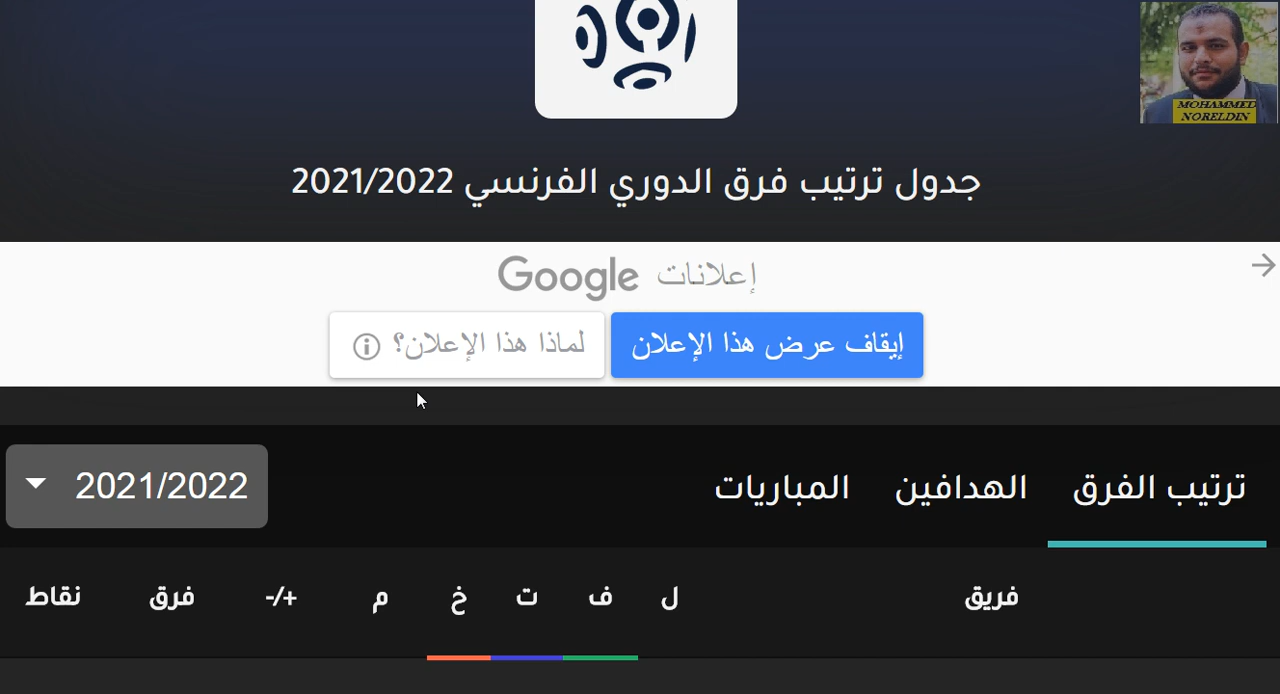 MOHAMMED
NORELDIN
جدول ترتيب فرق الدوري الفرنسي 2021/2022
إعلانات Google
إيقاف عرض هذا الإعلان
لماذا هذا الإعلان؟
ترتيب الفرق الهدافين المباريات 2021/2022
فريق ل ف ت خ م +/- فرق نقاط